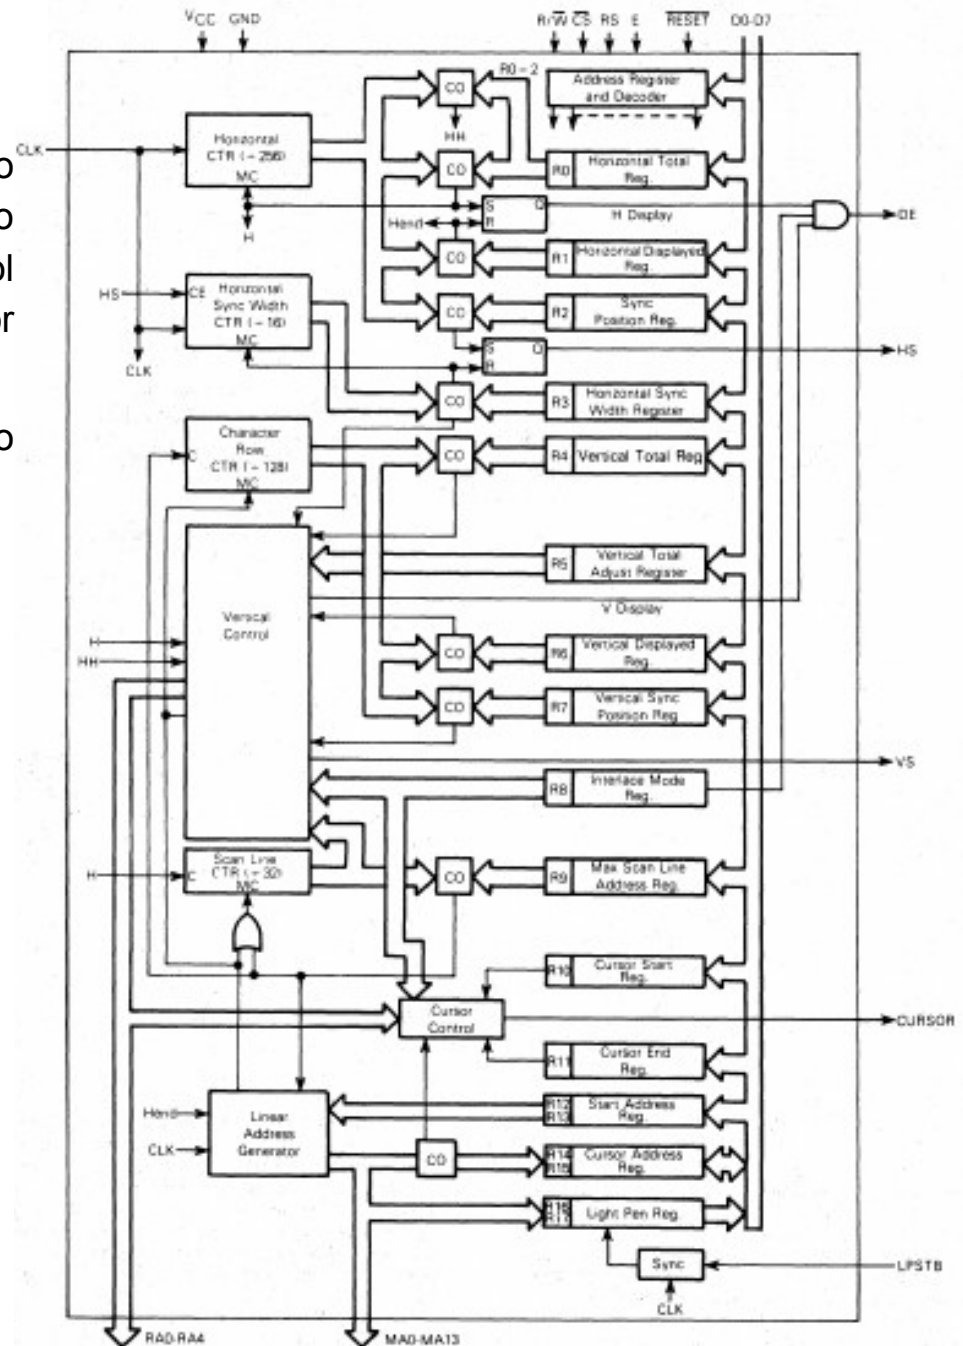 VCC GND R/W CS RS E RESET D0-D7
R0-2
CO
Address Register
and Decoder
HH
CLK
Horizontal
CTR (÷256)
MC
CO
R0 Horizontal Total
Reg.
H
S Q
R
H Display
Hend
DE
CO
R1 Horizontal Displayed
Reg.
HS
CE Horizontal
Sync Width
CTR (÷16)
MC
CO
R2 Sync
Position Reg.
CLK
S Q
R
HS
CO
R3 Horizontal Sync
Width Register
Character
Row
C CTR (÷128)
MC
CO
R4 Vertical Total Reg
R5 Vertical Total
Adjust Register
V Display
Vertical
Control
H
HH
CO
R6 Vertical Displayed
Reg.
CO
R7 Vertical Sync
Position Reg
VS
R8 Interlace Mode
Reg.
H
Scan Line
C CTR (÷32)
MC
CO
R9 Max Scan Line
Address Reg.
R10 Cursor Start
Reg.
Cursor
Control
CURSOR
R11 Cursor End
Reg.
R12
R13
Start Address
Reg.
Hend
CLK
Linear
Address
Generator
CO
R14
R15
Cursor Address
Reg.
R16
R17
Light Pen Reg.
Sync
LPSTB
CLK
RA0-RA4 MA0-MA13
o
o
ol
or
o